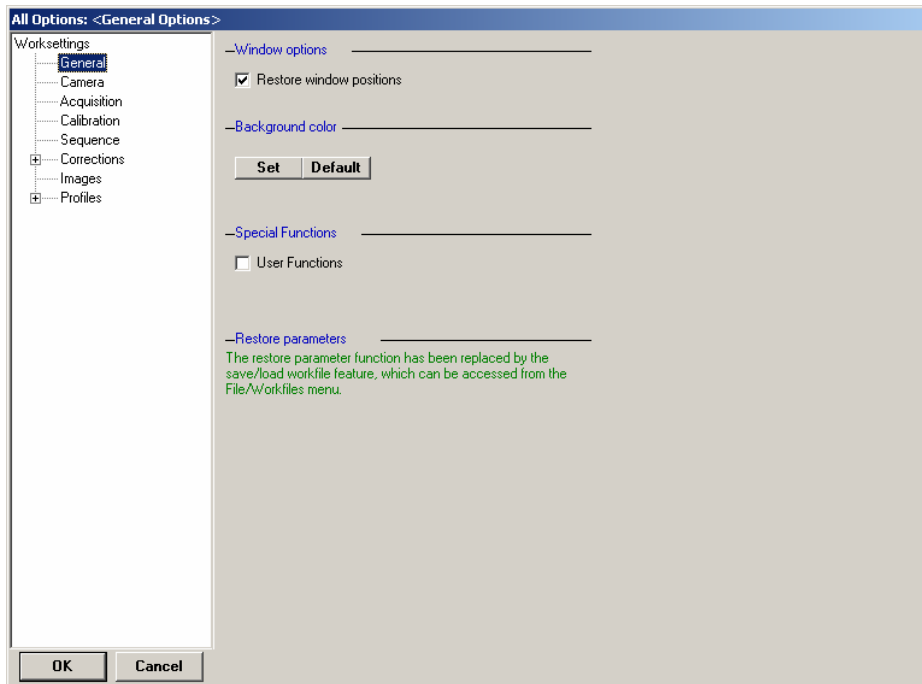 All Options: <General Options>
Worksettings
General
Camera
Acquisition
Calibration
Sequence
Corrections
Images
Profiles
Window options
Restore window positions
Background color
Set
Default
Special Functions
User Functions
Restore parameters
The restore parameter function has been replaced by the
save/load workfile feature, which can be accessed from the
File/Workfiles menu.
OK
Cancel